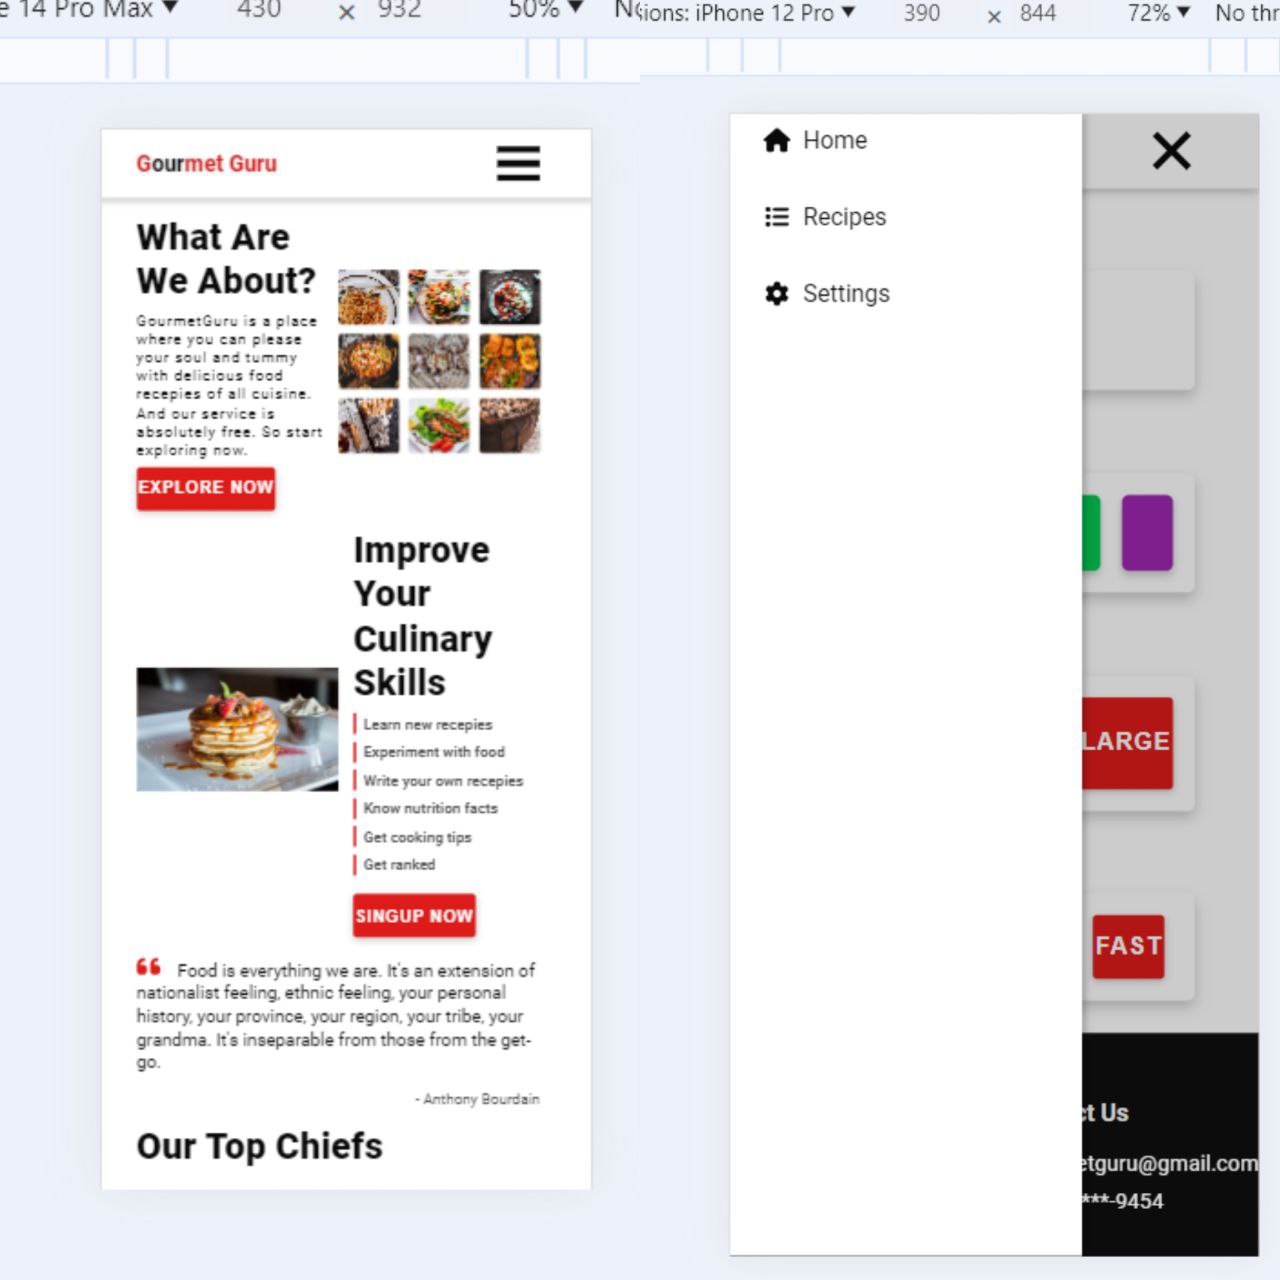 e 14 Pro Max ▼ 430 × 932 50% ▼
ions: iPhone 12 Pro ▼ 390 × 844 72% ▼ No thr
Gourmet Guru
What Are
We About?
GourmetGuru is a place
where you can please
your soul and tummy
with delicious food
recepies of all cuisine.
And our service is
absolutely free. So start
exploring now.
EXPLORE NOW
Improve
Your
Culinary
Skills
Learn new recepies
Experiment with food
Write your own recepies
Know nutrition facts
Get cooking tips
Get ranked
SINGUP NOW
Food is everything we are. It's an extension of
nationalist feeling, ethnic feeling, your personal
history, your province, your region, your tribe, your
grandma. It's inseparable from those from the get-
go.
- Anthony Bourdain
Our Top Chiefs
Home
Recipes
Settings
LARGE
FAST
ct Us
etguru@gmail.com
***-9454